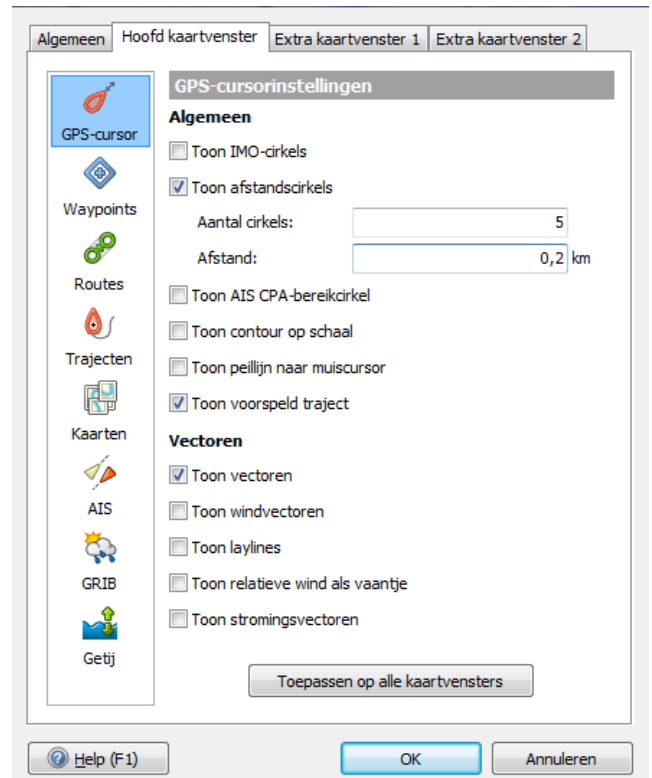 Algemeen Hoofd kaartvenster Extra kaartvenster 1 Extra kaartvenster 2
GPS-cursor
Waypoints
Routes
Trajecten
Kaarten
AIS
GRIB
Getij
GPS-cursorinstellingen
Algemeen
Toon IMO-cirkels
Toon afstandscirkels
Aantal cirkels: 5
Afstand: 0,2 km
Toon AIS CPA-bereikcirkel
Toon contour op schaal
Toon peillijn naar muiscursor
Toon voorspeld traject
Vectoren
Toon vectoren
Toon windvectoren
Toon laylines
Toon relatieve wind als vaantje
Toon stromingsvectoren
Toepassen op alle kaartvensters
Help (F1) OK Annuleren